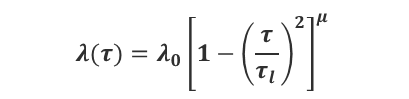 λ(τ) = λ₀ [1 − (τ/τₗ)²]^μ